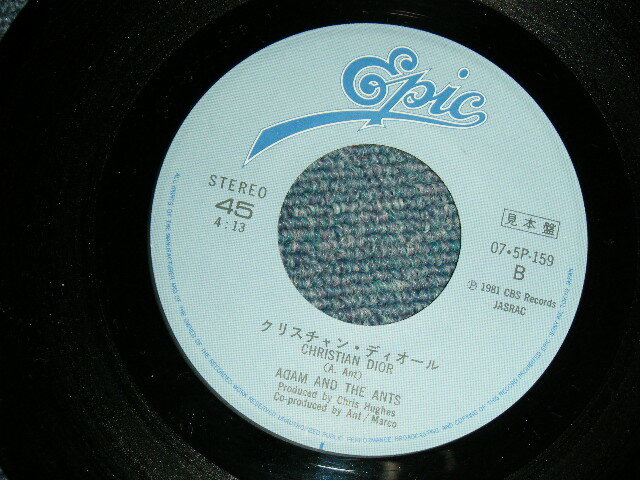 Epic
STEREO
45
4:13
見本盤
07・5P-159
B
Ⓟ 1981 CBS Records
JASRAC
クリスチャン・ディオール
CHRISTIAN DIOR
(A. Ant)
ADAM AND THE ANTS
Produced by Chris Hughes
Co-produced by Ant/Marco